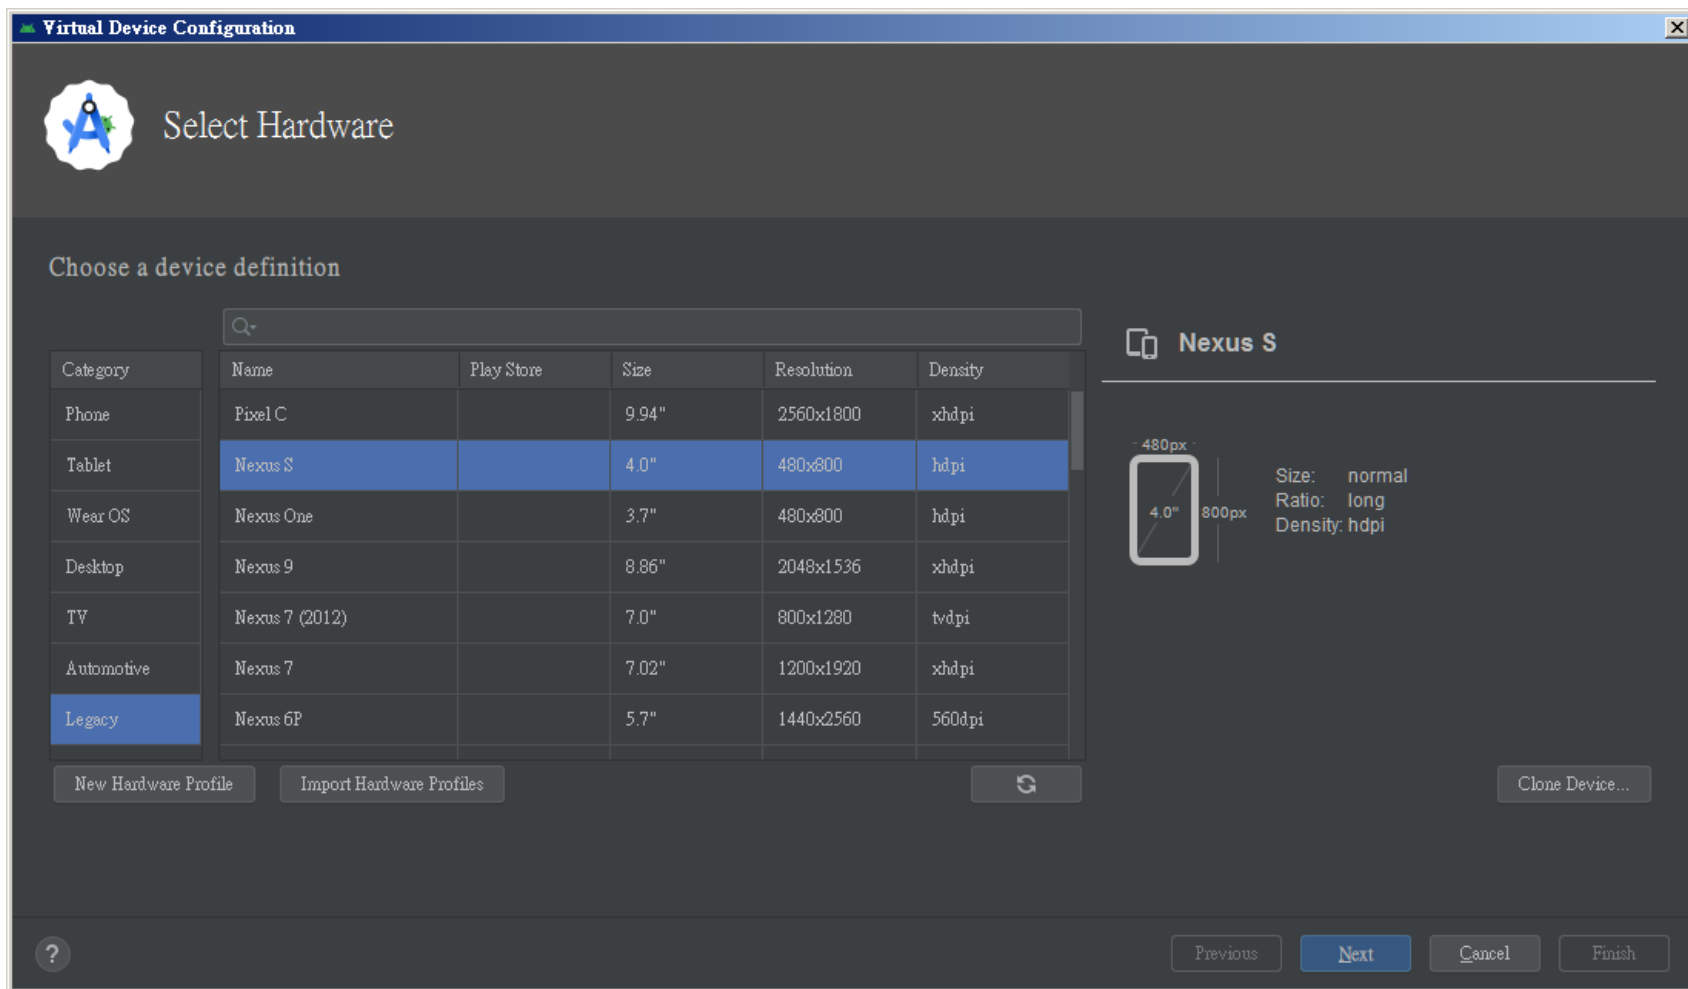 Virtual Device Configuration
Select Hardware
Choose a device definition
Category
Phone
Tablet
Wear OS
Desktop
TV
Automotive
Legacy
Name Play Store Size Resolution Density
Pixel C 9.94" 2560x1800 xhdpi
Nexus S 4.0" 480x800 hdpi
Nexus One 3.7" 480x800 hdpi
Nexus 9 8.86" 2048x1536 xhdpi
Nexus 7 (2012) 7.0" 800x1280 tvdpi
Nexus 7 7.02" 1200x1920 xhdpi
Nexus 6P 5.7" 1440x2560 560dpi
New Hardware Profile Import Hardware Profiles
Nexus S
480px
4.0" 800px
Size: normal
Ratio: long
Density: hdpi
Clone Device...
? Previous Next Cancel Finish